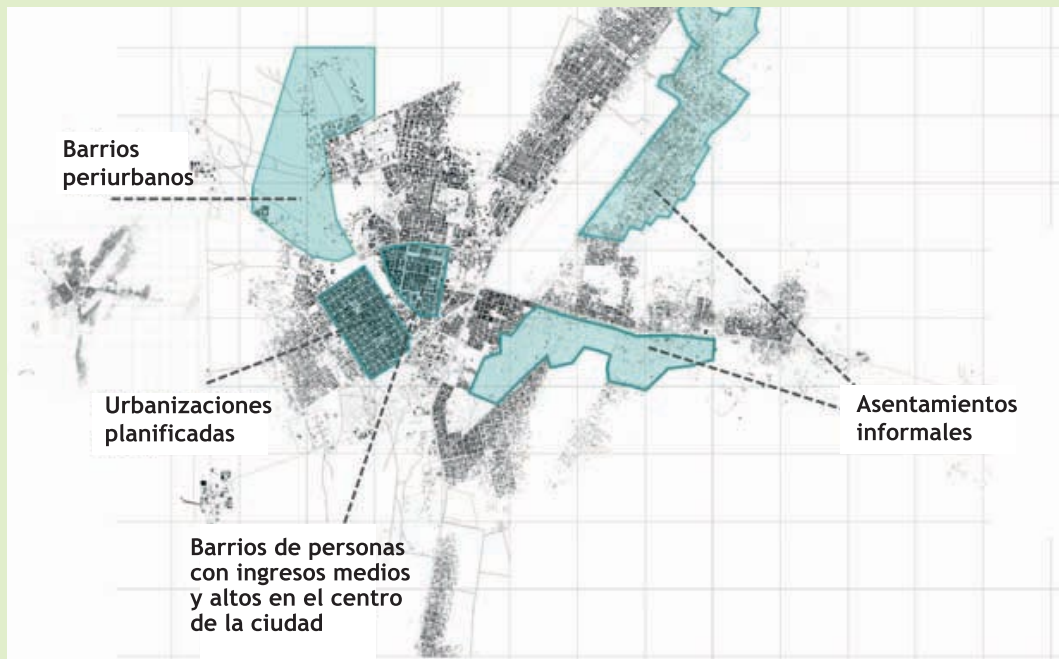 Barrios
periurbanos
Urbanizaciones
planificadas
Asentamientos
informales
Barrios de personas
con ingresos medios
y altos en el centro
de la ciudad